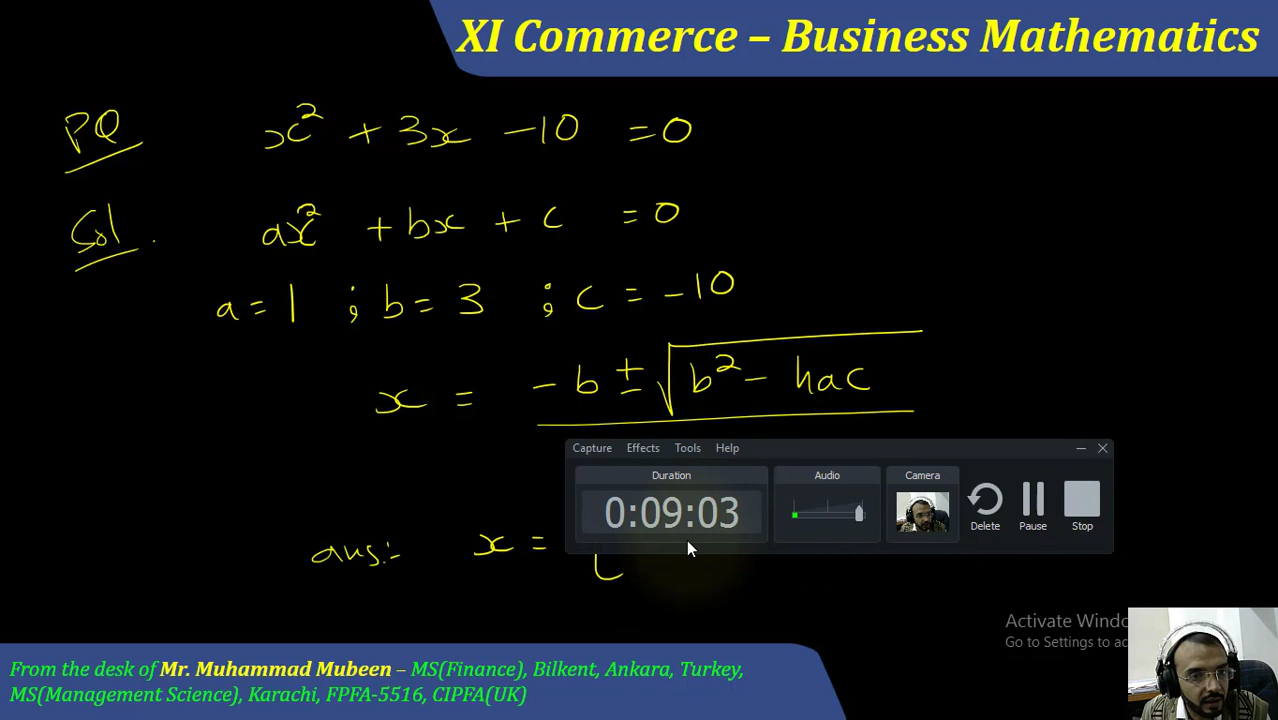 XI Commerce – Business Mathematics
PQ x² + 3x - 10 = 0
Sol. ax² + bx + c = 0
a = 1 ; b = 3 ; c = -10
x = -b ± √b² - 4ac
Capture Effects Tools Help
Duration Audio Camera
0:09:03
Delete Pause Stop
ans:- x =
Activate Windo
Go to Settings to ac
From the desk of Mr. Muhammad Mubeen – MS(Finance), Bilkent, Ankara, Turkey,
MS(Management Science), Karachi, FPFA-5516, CIPFA(UK)